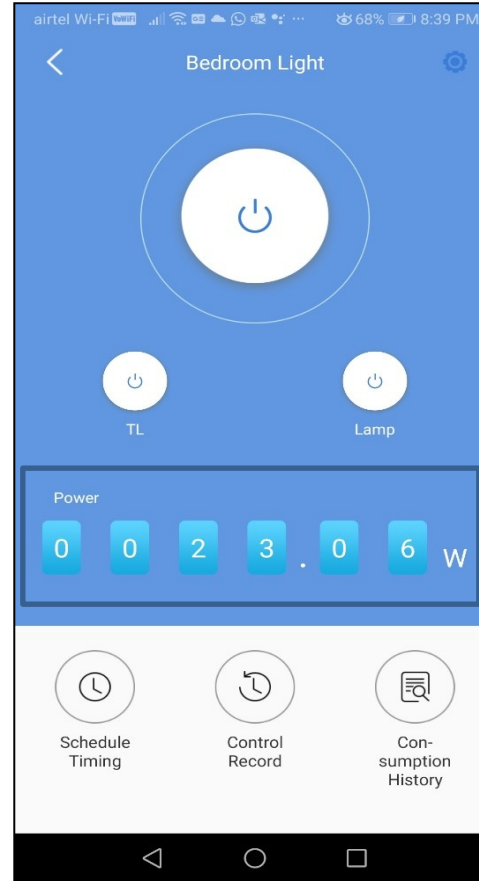 airtel Wi-Fi VoWiFi 68% 8:39 PM
Bedroom Light
TL
Lamp
Power
0 0 2 3 . 0 6 W
Schedule Timing
Control Record
Con-
sumption
History